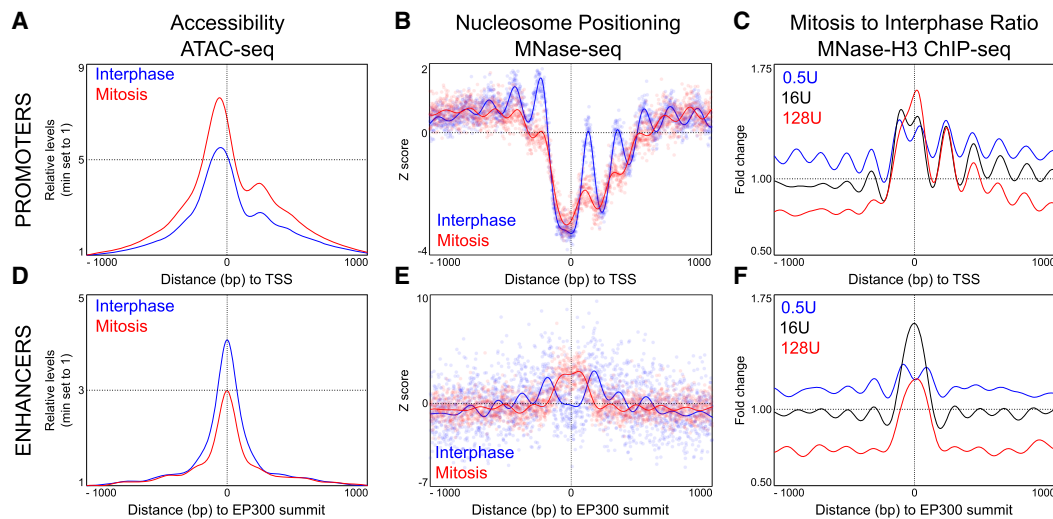 A
Accessibility
ATAC-seq
B
Nucleosome Positioning
MNase-seq
C
Mitosis to Interphase Ratio
MNase-H3 ChIP-seq
PROMOTERS
Relative levels
(min set to 1)
9
5
1
Interphase
Mitosis
- 1000
0
1000
Distance (bp) to TSS
Z score
2
0
-4
Interphase
Mitosis
- 1000
0
1000
Distance (bp) to TSS
Fold change
1.75
1.00
0.50
0.5U
16U
128U
- 1000
0
1000
Distance (bp) to TSS
D
E
F
ENHANCERS
Relative levels
(min set to 1)
5
3
1
Interphase
Mitosis
- 1000
0
1000
Distance (bp) to EP300 summit
Z score
10
0
-7
Interphase
Mitosis
- 1000
0
1000
Distance (bp) to EP300 summit
Fold change
1.75
1.00
0.50
0.5U
16U
128U
- 1000
0
1000
Distance (bp) to EP300 summit